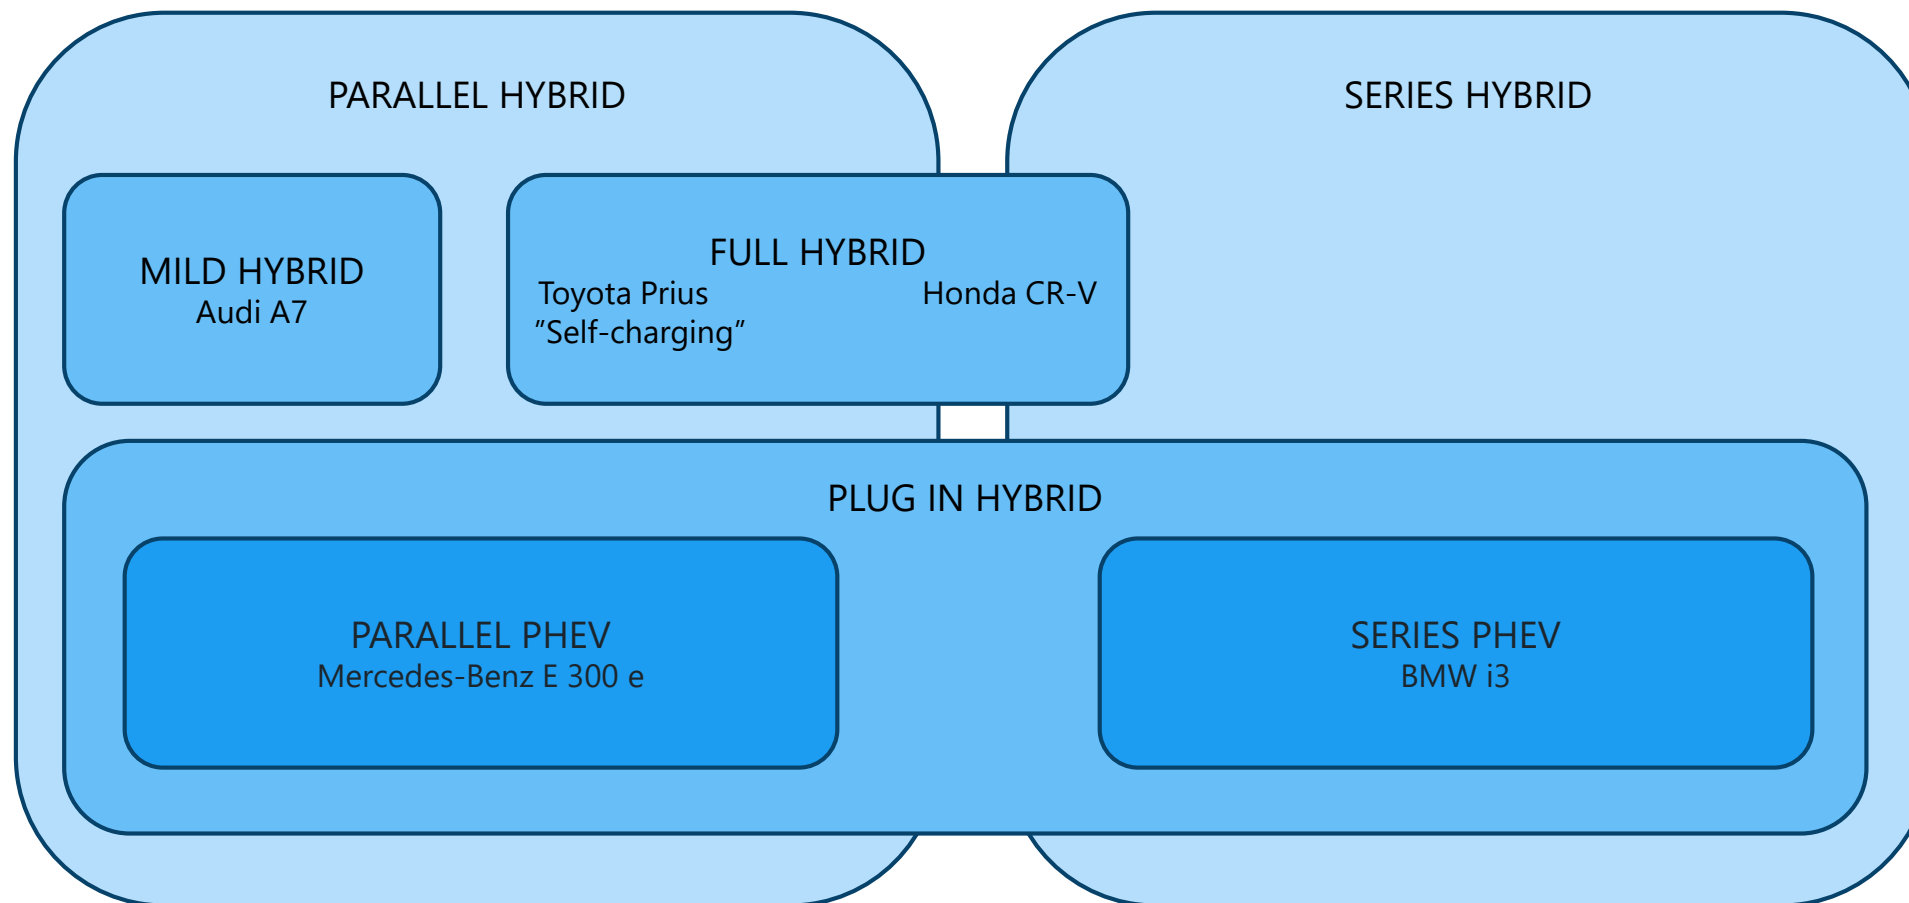 PARALLEL HYBRID
SERIES HYBRID
MILD HYBRID
Audi A7
FULL HYBRID
Toyota Prius
Honda CR-V
"Self-charging"
PLUG IN HYBRID
PARALLEL PHEV
Mercedes-Benz E 300 e
SERIES PHEV
BMW i3